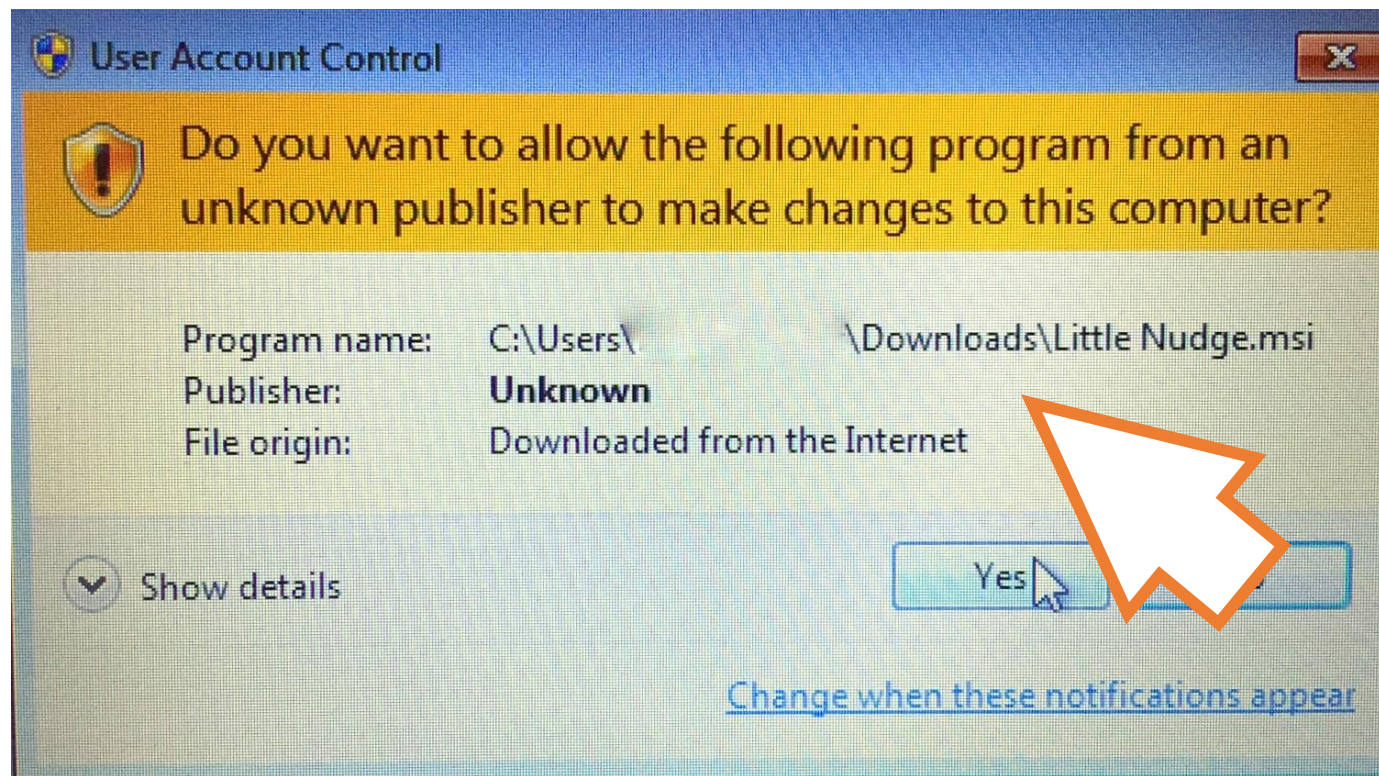 User Account Control
Do you want to allow the following program from an
unknown publisher to make changes to this computer?
Program name: C:\Users\ \Downloads\Little Nudge.msi
Publisher: Unknown
File origin: Downloaded from the Internet
Show details
Yes
Change when these notifications appear